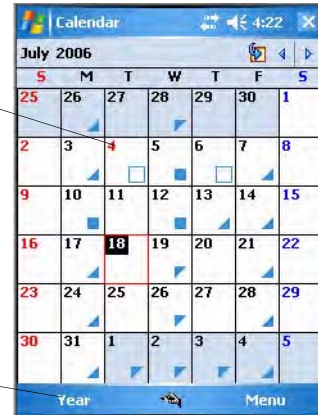 Calendar 4:22
July 2006
S M T W T F S
25 26 27 28 29 30 1
2 3 4 5 6 7 8
9 10 11 12 13 14 15
16 17 18 19 20 21 22
23 24 25 26 27 28 29
30 31 1 2 3 4 5
Year Menu